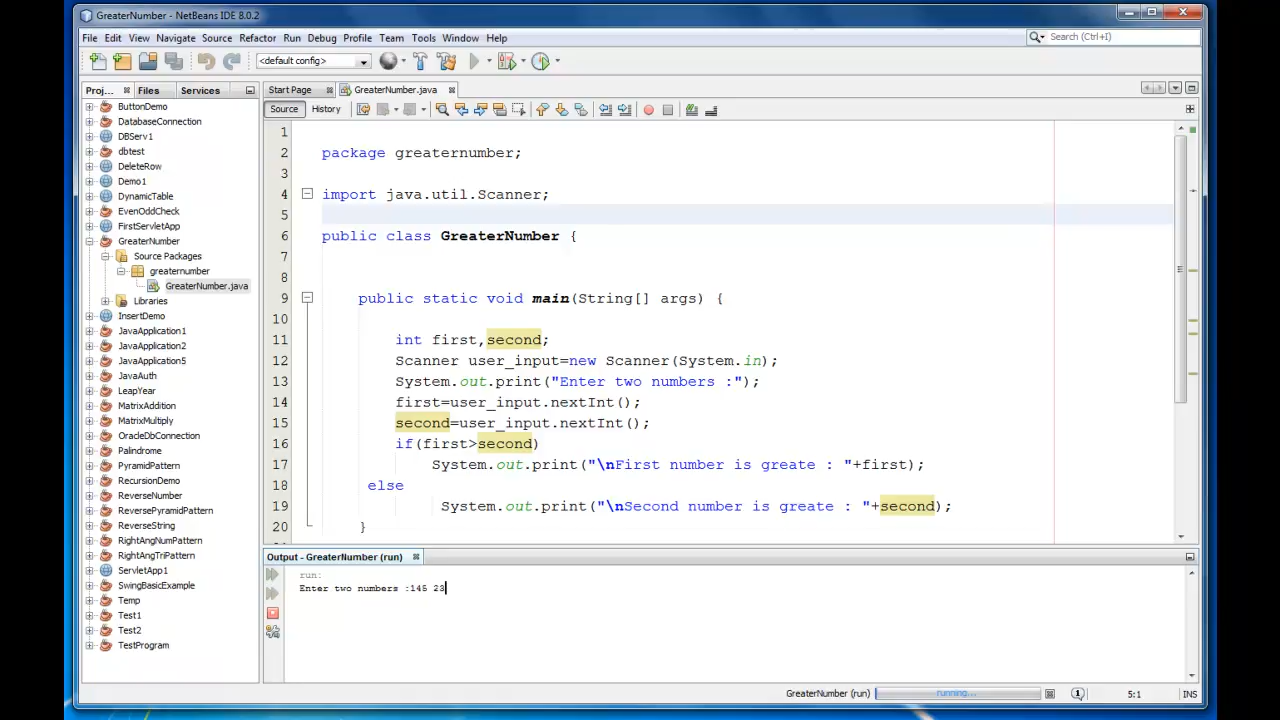 GreaterNumber - NetBeans IDE 8.0.2
File Edit View Navigate Source Refactor Run Debug Profile Team Tools Window Help
Search (Ctrl+I)
<default config>
Proj... Files Services
Start Page GreaterNumber.java
Source History
ButtonDemo
DatabaseConnection
DBServ1
dbtest
DeleteRow
Demo1
DynamicTable
EvenOddCheck
FirstServletApp
GreaterNumber
Source Packages
greaternumber
GreaterNumber.java
Libraries
InsertDemo
JavaApplication1
JavaApplication2
JavaApplication5
JavaAuth
LeapYear
MatrixAddition
MatrixMultiply
OracleDbConnection
Palindrome
PyramidPattern
RecursionDemo
ReverseNumber
ReversePyramidPattern
ReverseString
RightAngNumPattern
RightAngTriPattern
ServletApp1
SwingBasicExample
Temp
Test1
Test2
TestProgram
1
2 package greaternumber;
3
4 import java.util.Scanner;
5
6 public class GreaterNumber {
7
8
9 public static void main(String[] args) {
10
11 int first,second;
12 Scanner user_input=new Scanner(System.in);
13 System.out.print("Enter two numbers :");
14 first=user_input.nextInt();
15 second=user_input.nextInt();
16 if(first>second)
17 System.out.print("\nFirst number is greate : "+first);
18 else
19 System.out.print("\nSecond number is greate : "+second);
20 }
Output - GreaterNumber (run)
run:
Enter two numbers :145 23
GreaterNumber (run) running... 1 5:1 INS